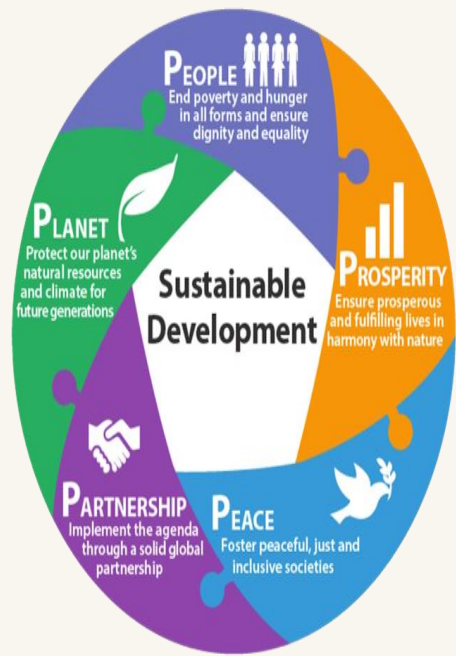 PEOPLE
End poverty and hunger
in all forms and ensure
dignity and equality
PROSPERITY
Ensure prosperous
and fulfilling lives in
harmony with nature
PEACE
Foster peaceful, just and
inclusive societies
PARTNERSHIP
Implement the agenda
through a solid global
partnership
PLANET
Protect our planet’s
natural resources
and climate for
future generations
Sustainable
Development